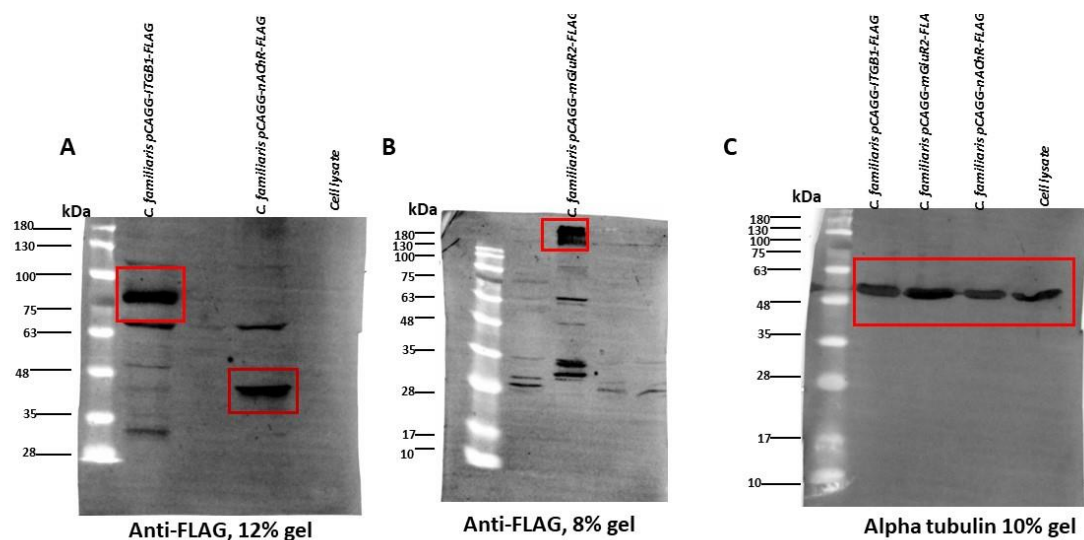 A
kDa
180
130
100
75
63
48
35
28
C. familiaris pCAGG-ITGB1-FLAG
C. familiaris pCAGG-nAChR-FLAG
Cell lysate
Anti-FLAG, 12% gel
B
kDa
180
130
100
75
63
48
35
28
17
10
C. familiaris pCAGG-mGluR2-FLAG
Anti-FLAG, 8% gel
C
kDa
180
130
100
75
63
48
35
28
17
10
C. familiaris pCAGG-ITGB1-FLAG
C. familiaris pCAGG-mGluR2-FLA
C. familiaris pCAGG-nAChR-FLAG
Cell lysate
Alpha tubulin 10% gel